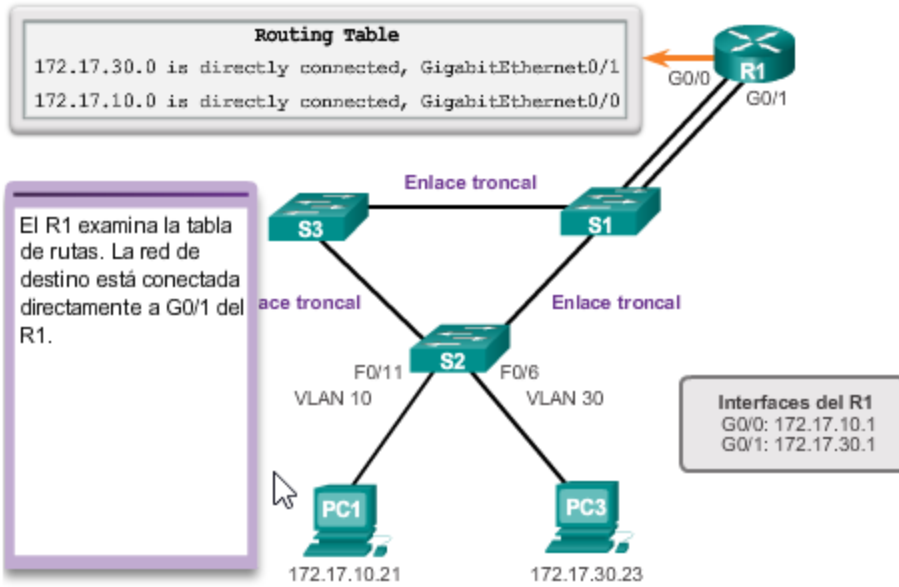 Routing Table
172.17.30.0 is directly connected, GigabitEthernet0/1
172.17.10.0 is directly connected, GigabitEthernet0/0
R1
G0/0
G0/1
El R1 examina la tabla
de rutas. La red de
destino está conectada
directamente a G0/1 del
R1.
Enlace troncal
S3
S1
ace troncal
Enlace troncal
S2
F0/11
F0/6
VLAN 10
VLAN 30
Interfaces del R1
G0/0: 172.17.10.1
G0/1: 172.17.30.1
PC1
PC3
172.17.10.21
172.17.30.23